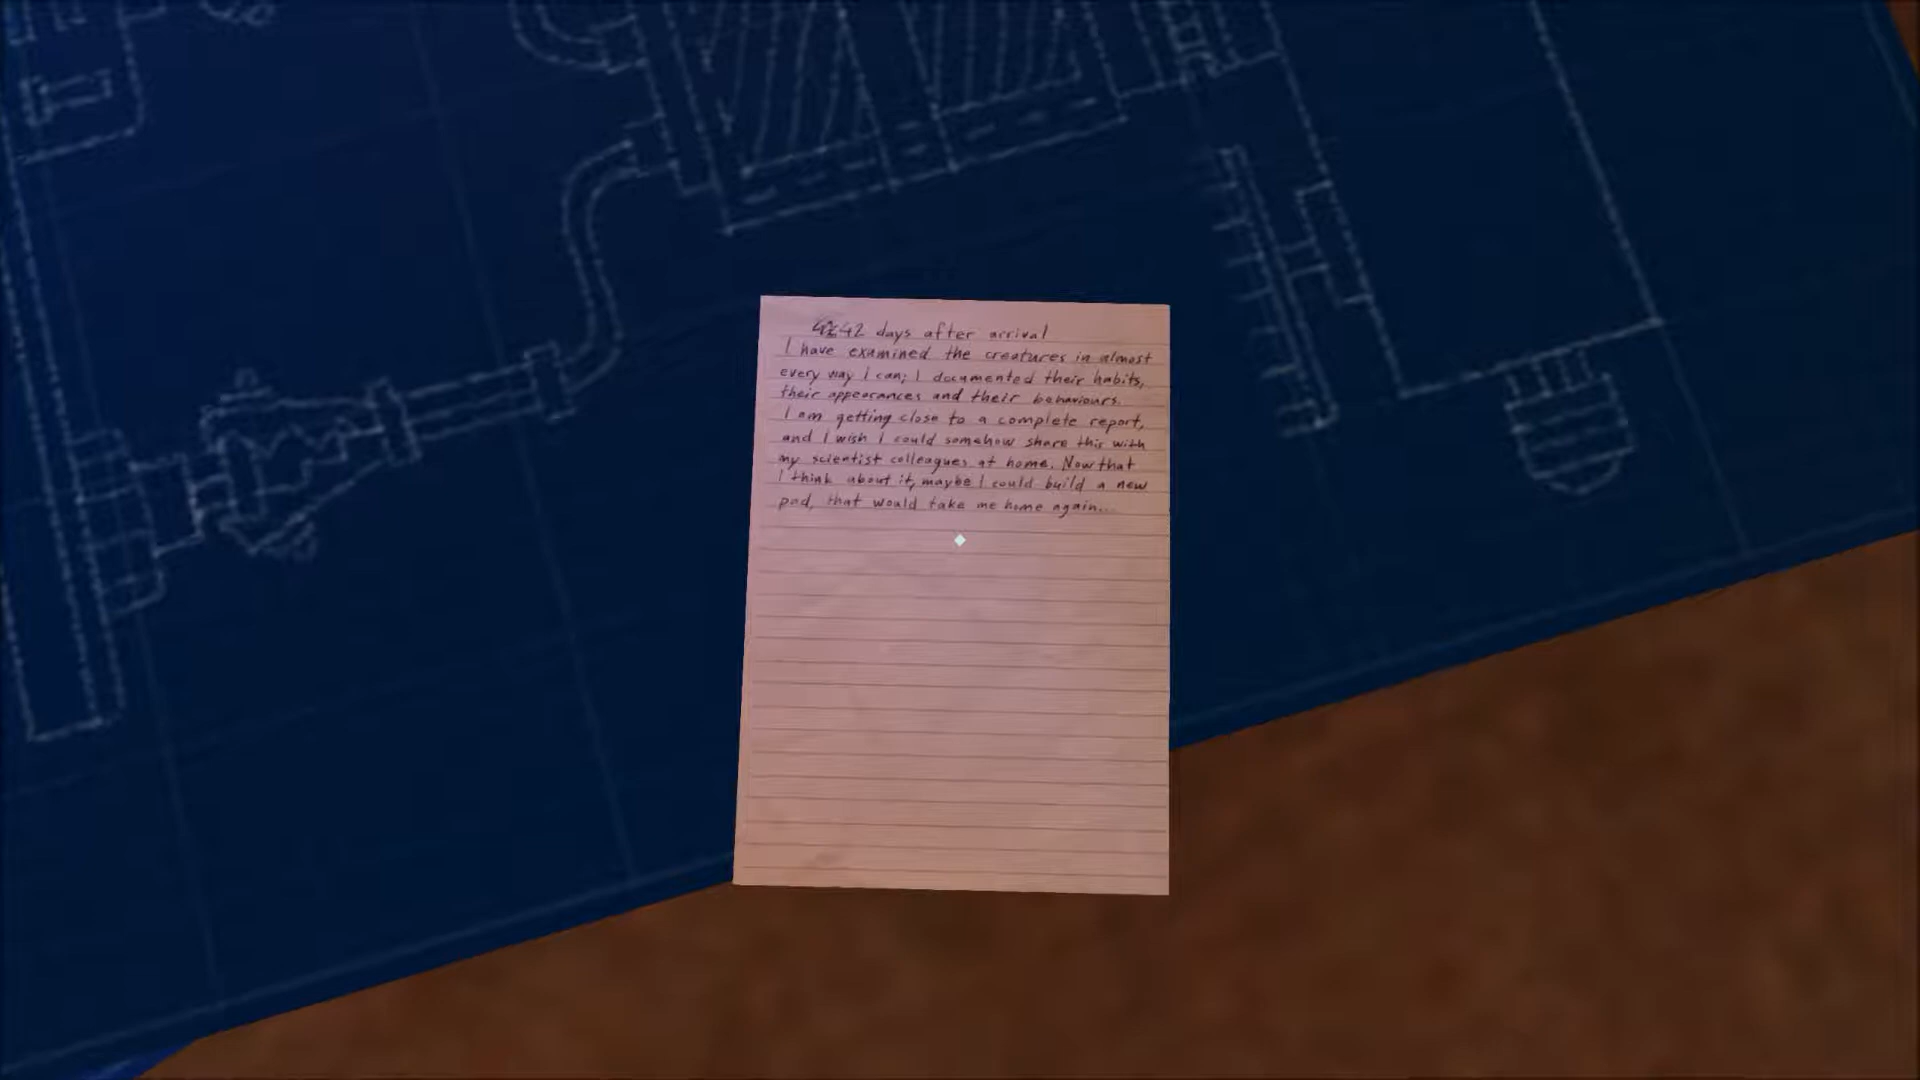 42 days after arrival
I have examined the creatures in almost
every way I can; I documented their habits,
their appearances and their behaviours.
I am getting close to a complete report,
and I wish I could somehow share this with
my scientist colleagues at home. Now that
I think about it, maybe I could build a new
pad, that would take me home again...